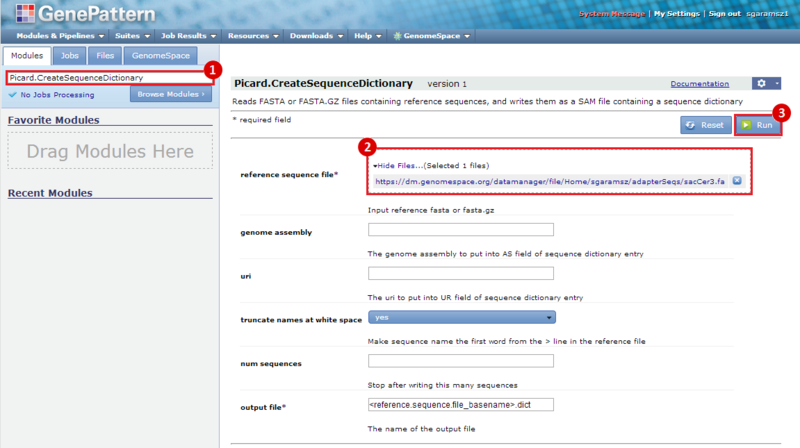 GenePattern
System Message | My Settings | Sign out sgaramsz1
Modules & Pipelines Suites Job Results Resources Downloads Help GenomeSpace
Modules Jobs Files GenomeSpace
1
Picard.CreateSequenceDictionary
No Jobs Processing Browse Modules ›
Favorite Modules
Drag Modules Here
Recent Modules
Picard.CreateSequenceDictionary version 1 Documentation
Reads FASTA or FASTA.GZ files containing reference sequences, and writes them as a SAM file containing a sequence dictionary
3
* required field Reset Run
2
reference sequence file*
Hide Files...(Selected 1 files)
https://dm.genomespace.org/datamanager/file/Home/sgaramsz/adapterSeqs/sacCer3.fa
Input reference fasta or fasta.gz
genome assembly
The genome assembly to put into AS field of sequence dictionary entry
uri
The uri to put into UR field of sequence dictionary entry
truncate names at white space yes
Make sequence name the first word from the > line in the reference file
num sequences
Stop after writing this many sequences
output file* <reference.sequence.file_basename>.dict
The name of the output file